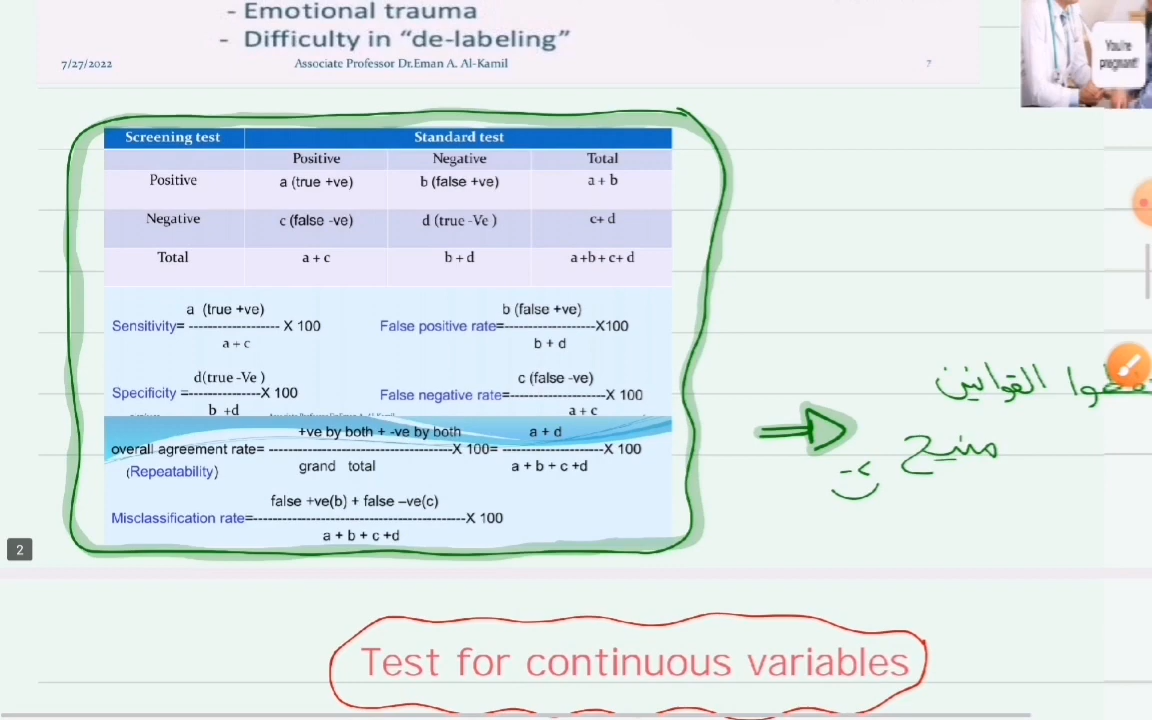 - Emotional trauma
- Difficulty in “de-labeling”
7/27/2022 Associate Professor Dr.Eman A. Al-Kamil 7
You're
pregnant!
Screening test Standard test
Positive Negative Total
Positive a (true +ve) b (false +ve) a + b
Negative c (false -ve) d (true -Ve ) c+ d
Total a + c b + d a +b + c+ d
a (true +ve) b (false +ve)
Sensitivity= ------------------- X 100 False positive rate=-------------------X100
a + c b + d
d(true -Ve ) c (false -ve)
Specificity =---------------X 100 False negative rate=--------------------X 100
b +d a + c
+ve by both + -ve by both a + d
overall agreement rate= ---------------------------------------X 100= ---------------------X 100
(Repeatability) grand total a + b + c +d
false +ve(b) + false –ve(c)
Misclassification rate=---------------------------------------------X 100
a + b + c +d
القوانين
منيح
2
Test for continuous variables